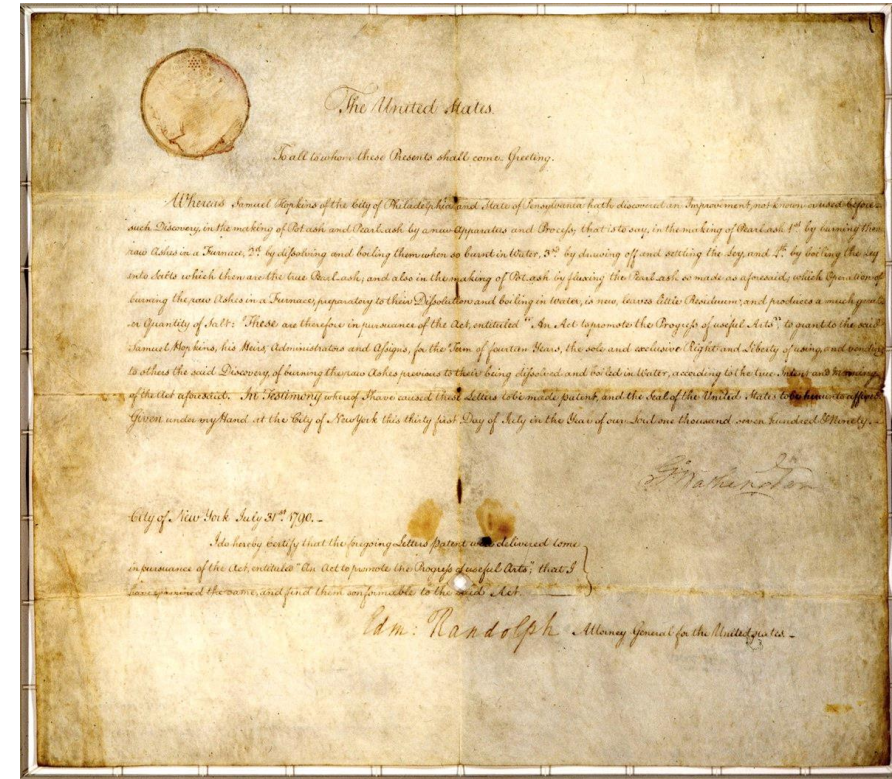 The United States.
To all to whom these Presents shall come, Greeting.
Whereas Samuel Hopkins of the City of Philadelphia and State of Pensylvania hath discovered an Improvement, not known or used before
such Discovery, in the making of Pot ash and Pearl ash by a new Apparatus and Process; that is to say, in the making of Pearl ash 1st by burning the
raw Ashes in a Furnace, 2d by dissolving and boiling them when so burnt in Water, 3d by drawing off and settling the Ley, and 4th by boiling the Ley
into Salts which then are the true Pearl ash; and also in the making of Pot ash by fluxing the Pearl ash so made as aforesaid; which Operation of
burning the raw Ashes in a Furnace, preparatory to their Dissolution and boiling in Water, is new, leaves little Residuum; and produces a much great
or Quantity of Salt: These are therefore in pursuance of the Act, entituled "An Act to promote the Progress of useful Arts", to grant to the said
Samuel Hopkins, his Heirs, Administrators and Assigns, for the Term of fourteen Years, the sole and exclusive Right and Liberty of using, and vending
to others the said Discovery, of burning the raw Ashes previous to their being dissolved and boiled in Water, according to the true Intent and meaning
of the Act aforesaid. In Testimony whereof I have caused these Letters to be made patent, and the Seal of the United States to be hereunto affixed
Given under my Hand at the City of New York this thirty first Day of July in the Year of our Lord one thousand seven hundred & Ninety.
G Washington
City of New York July 31st 1790. –
I do hereby Certify that the foregoing Letters patent were delivered to me
in pursuance of the Act, entituled "An Act to promote the Progress of useful Arts"; that I
have examined the same, and find them conformable to the said Act.
Edm: Randolph Attorney General for the United States –